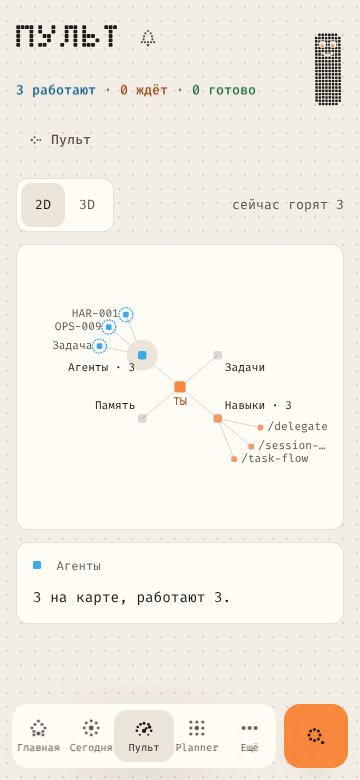 ПУЛЬТ
3 работают · 0 ждёт · 0 готово
Пульт
2D 3D
сейчас горят 3
HAR-001
OPS-009
Задача
Агенты · 3
Задачи
ТЫ
Память
Навыки · 3
/delegate
/session-…
/task-flow
Агенты
3 на карте, работают 3.
Главная Сегодня Пульт Planner Ещё